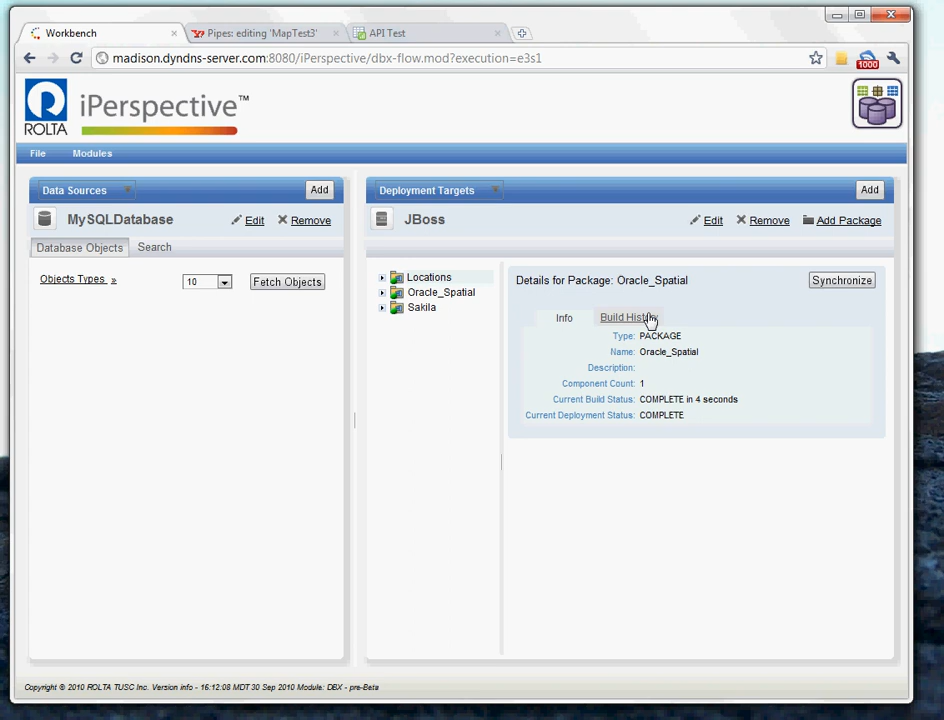 Workbench
Pipes: editing 'MapTest3'
API Test
madison.dyndns-server.com:8080/iPerspective/dbx-flow.mod?execution=e3s1
1000
ROLTA
iPerspective™
File Modules
Data Sources Add
MySQLDatabase Edit Remove
Database Objects Search
Objects Types » 10 Fetch Objects
Deployment Targets Add
JBoss Edit Remove Add Package
Locations
Oracle_Spatial
Sakila
Details for Package: Oracle_Spatial Synchronize
Info Build History
Type: PACKAGE
Name: Oracle_Spatial
Description:
Component Count: 1
Current Build Status: COMPLETE in 4 seconds
Current Deployment Status: COMPLETE
Copyright © 2010 ROLTA TUSC Inc. Version info - 16:12:08 MDT 30 Sep 2010 Module: DBX - pre-Beta